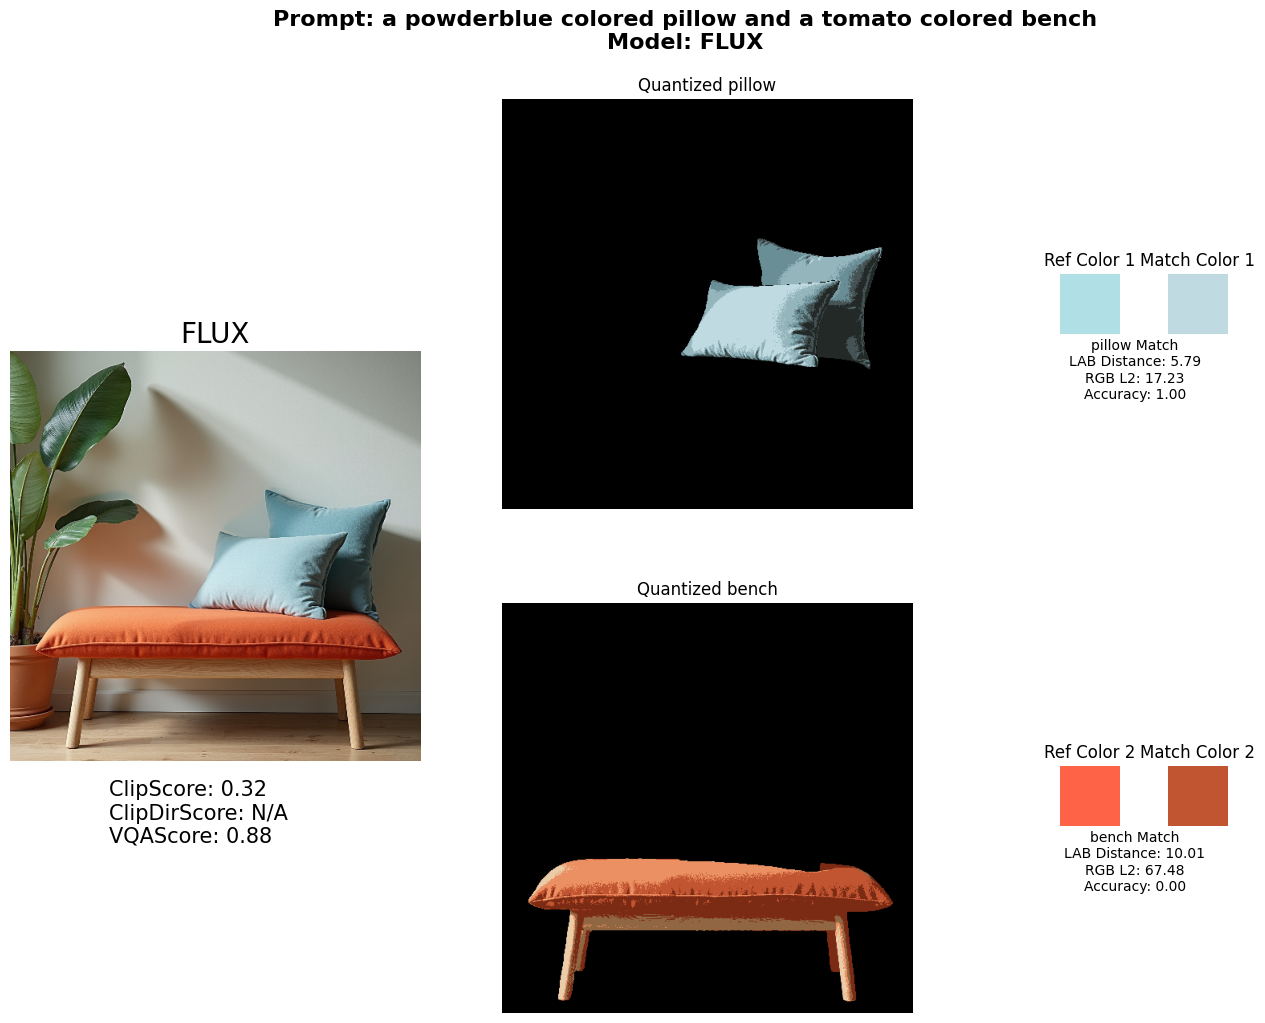 Prompt: a powderblue colored pillow and a tomato colored bench
Model: FLUX
Quantized pillow
Ref Color 1 Match Color 1
pillow Match
LAB Distance: 5.79
RGB L2: 17.23
Accuracy: 1.00
FLUX
ClipScore: 0.32
ClipDirScore: N/A
VQAScore: 0.88
Quantized bench
Ref Color 2 Match Color 2
bench Match
LAB Distance: 10.01
RGB L2: 67.48
Accuracy: 0.00